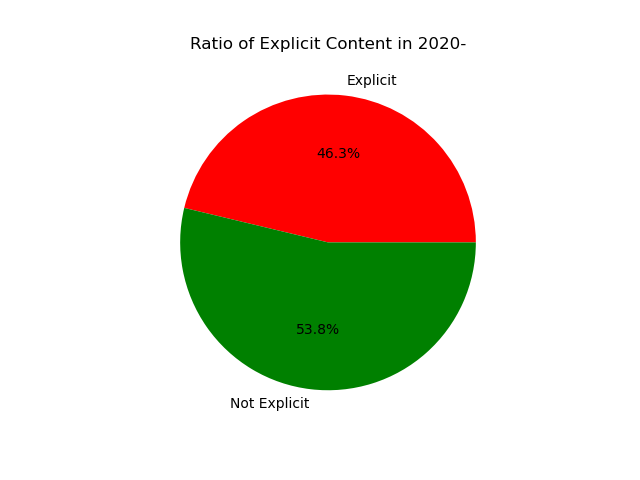 Ratio of Explicit Content in 2020-
Explicit
46.3%
53.8%
Not Explicit